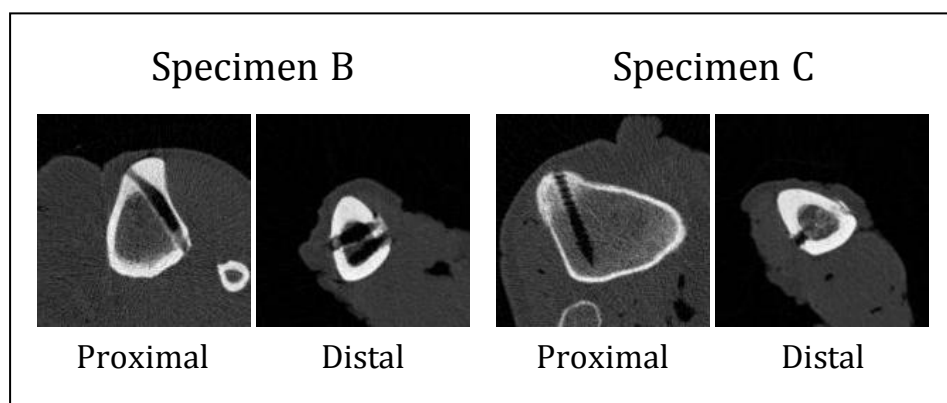 Specimen B
Specimen C
Proximal
Distal
Proximal
Distal